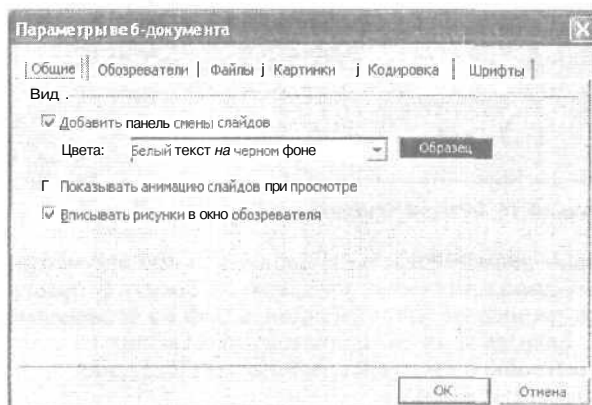 Параметры веб-документа
Общие | Обозреватели | Файлы | Картинки | Кодировка | Шрифты
Вид
Добавить панель смены слайдов
Цвета: Белый текст на черном фоне Образец
Показывать анимацию слайдов при просмотре
Вписывать рисунки в окно обозревателя
ОК Отмена